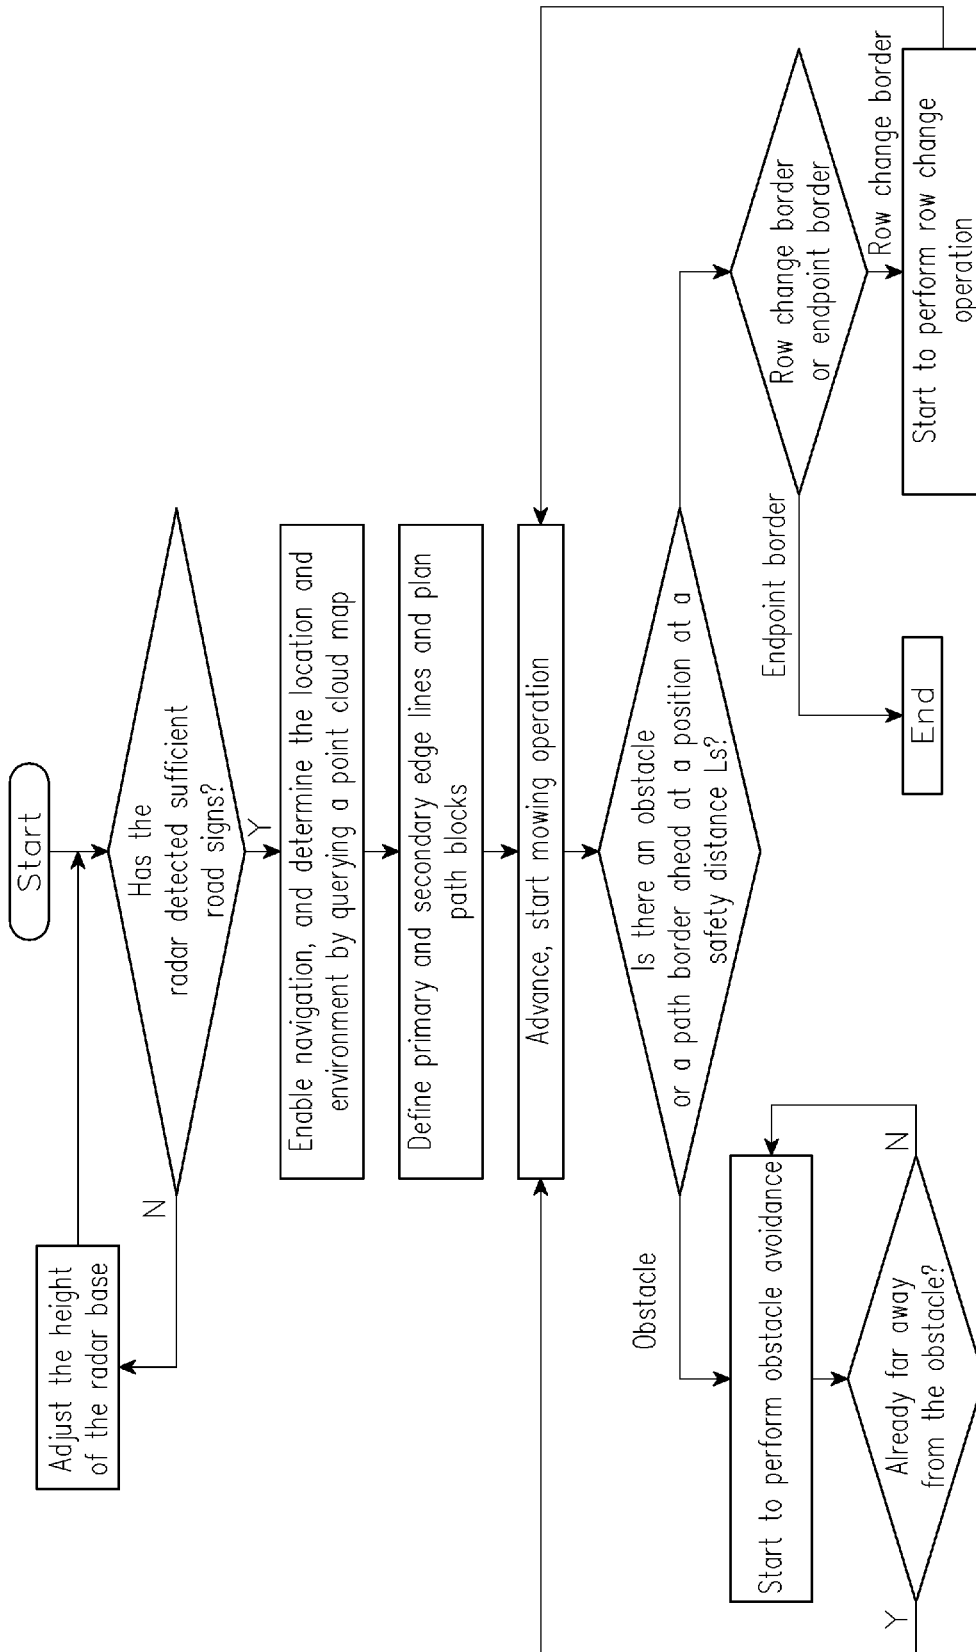 Start
Has the
radar detected sufficient
road signs?
N
Y
Adjust the height
of the radar base
Enable navigation, and determine the location and
environment by querying a point cloud map
Define primary and secondary edge lines and plan
path blocks
Advance, start mowing operation
Is there an obstacle
or a path border ahead at a position at a
safety distance Ls?
Obstacle
Start to perform obstacle avoidance
Already far away
from the obstacle?
Y
N
Row change border
or endpoint border
Endpoint border
Row change border
End
Start to perform row change
operation